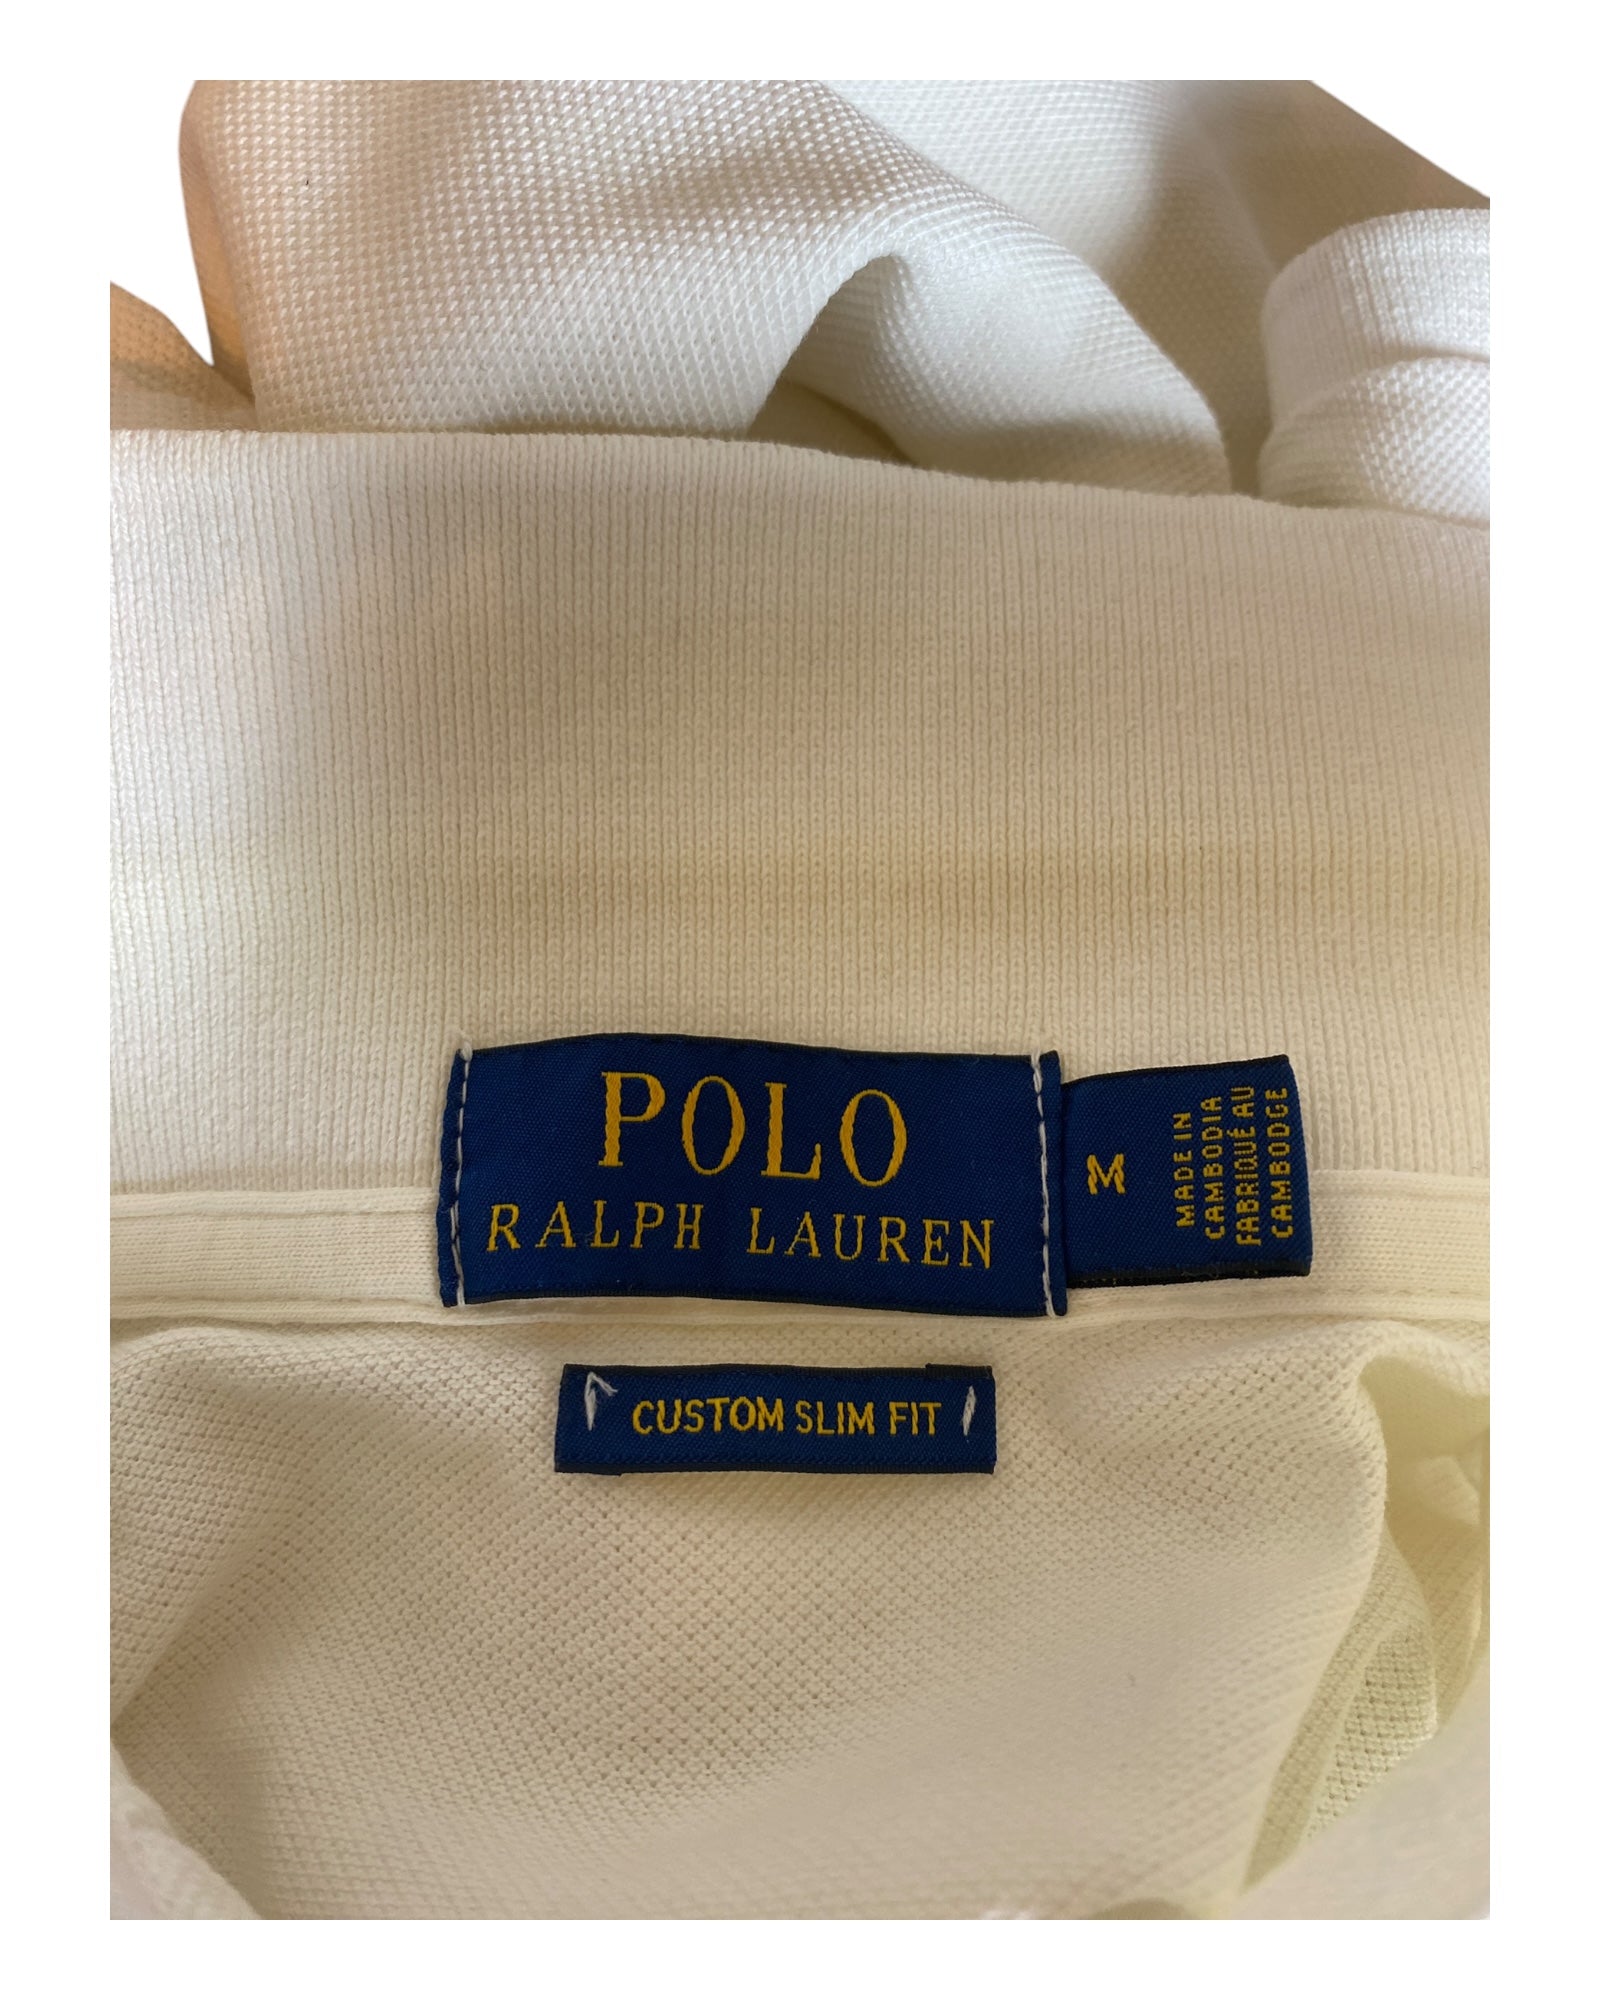 POLO
RALPH LAUREN
M
MADE IN
CAMBODIA
FABRIQUÉ AU
CAMBODGE
CUSTOM SLIM FIT